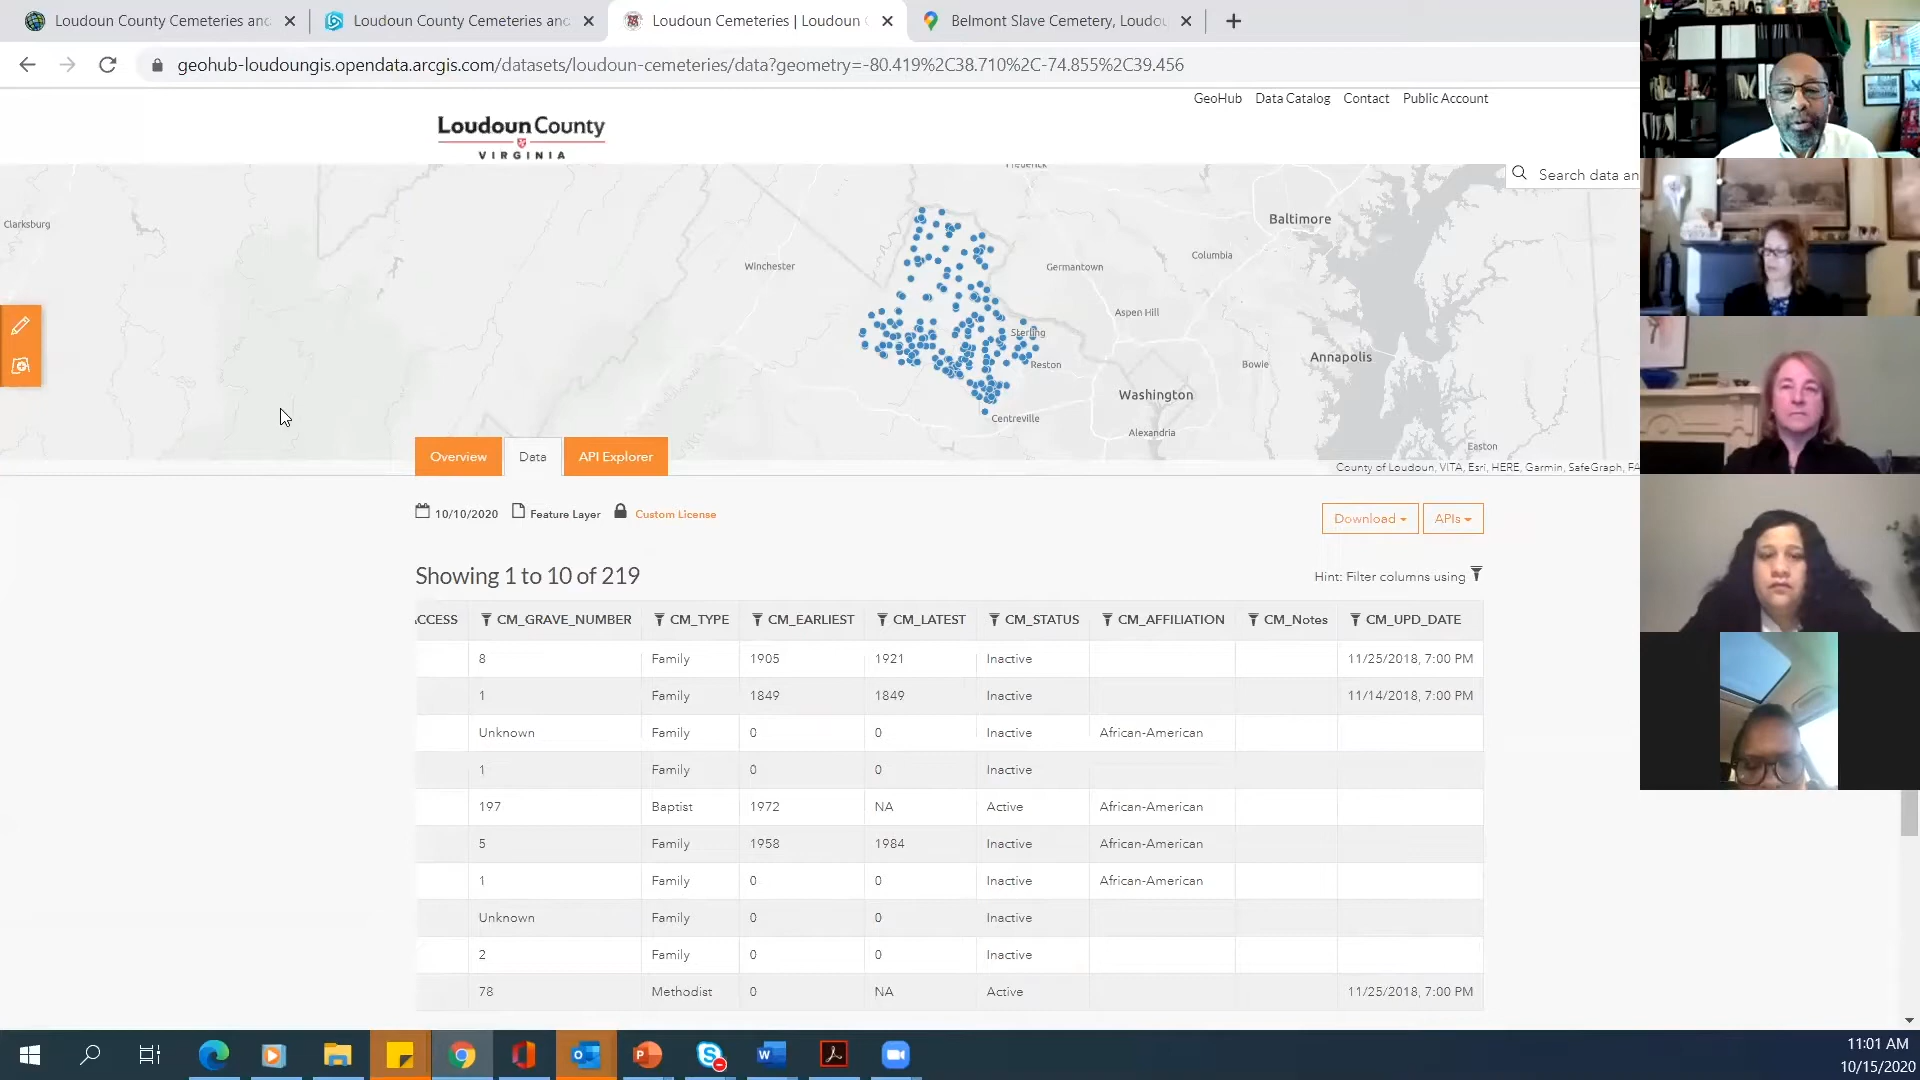 Loudoun County Cemeteries and
Loudoun County Cemeteries and
Loudoun Cemeteries | Loudoun
Belmont Slave Cemetery, Loudou
geohub-loudoungis.opendata.arcgis.com/datasets/loudoun-cemeteries/data?geometry=-80.419%2C38.710%2C-74.855%2C39.456
GeoHub Data Catalog Contact Public Account
Loudoun County
VIRGINIA
Search data an
Frederick
Clarksburg
Baltimore
Winchester
Germantown
Columbia
Aspen Hill
Sterling
Reston
Bowie
Annapolis
Washington
Centreville
Alexandria
Easton
County of Loudoun, VITA, Esri, HERE, Garmin, SafeGraph, FA
Overview Data API Explorer
10/10/2020 Feature Layer Custom License
Download APIs
Showing 1 to 10 of 219
Hint: Filter columns using
ACCESS CM_GRAVE_NUMBER CM_TYPE CM_EARLIEST CM_LATEST CM_STATUS CM_AFFILIATION CM_Notes CM_UPD_DATE
8 Family 1905 1921 Inactive 11/25/2018, 7:00 PM
1 Family 1849 1849 Inactive 11/14/2018, 7:00 PM
Unknown Family 0 0 Inactive African-American
1 Family 0 0 Inactive
197 Baptist 1972 NA Active African-American
5 Family 1958 1984 Inactive African-American
1 Family 0 0 Inactive African-American
Unknown Family 0 0 Inactive
2 Family 0 0 Inactive
78 Methodist 0 NA Active 11/25/2018, 7:00 PM
11:01 AM
10/15/2020